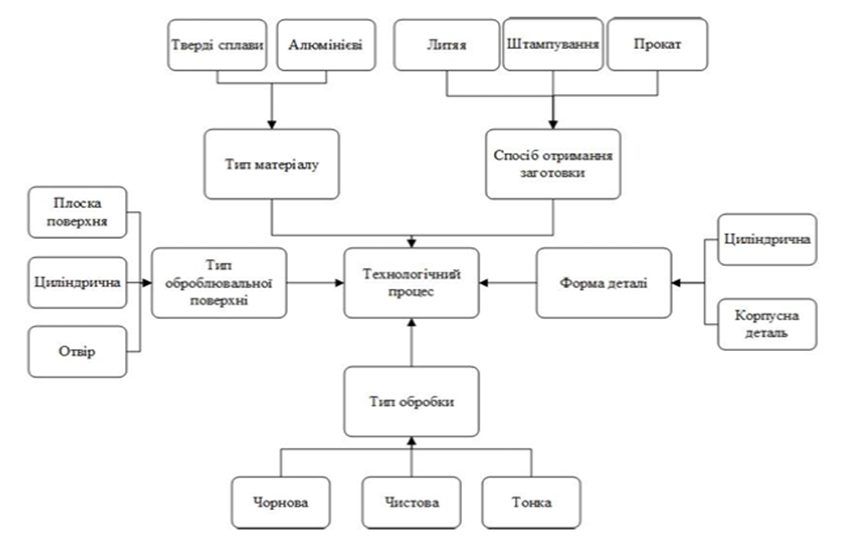 Тверді сплави
Алюмінієві
Литяя
Штампування
Прокат
Тип матеріалу
Спосіб отримання
заготовки
Плоска
поверхня
Циліндрична
Отвір
Тип
оброблювальної
поверхні
Технологічний
процес
Форма деталі
Циліндрична
Корпусна
деталь
Тип обробки
Чорнова
Чистова
Тонка